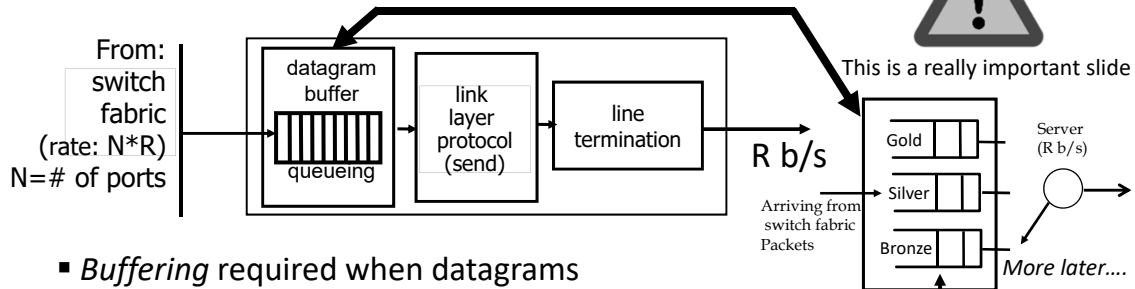 This is a really important slide
From:
switch
fabric
(rate: N*R)
N=# of ports
datagram
buffer
queueing
link
layer
protocol
(send)
line
termination
R b/s
Gold
Silver
Bronze
Arriving from
switch fabric
Packets
Server
(R b/s)
More later....
▪ Buffering required when datagrams